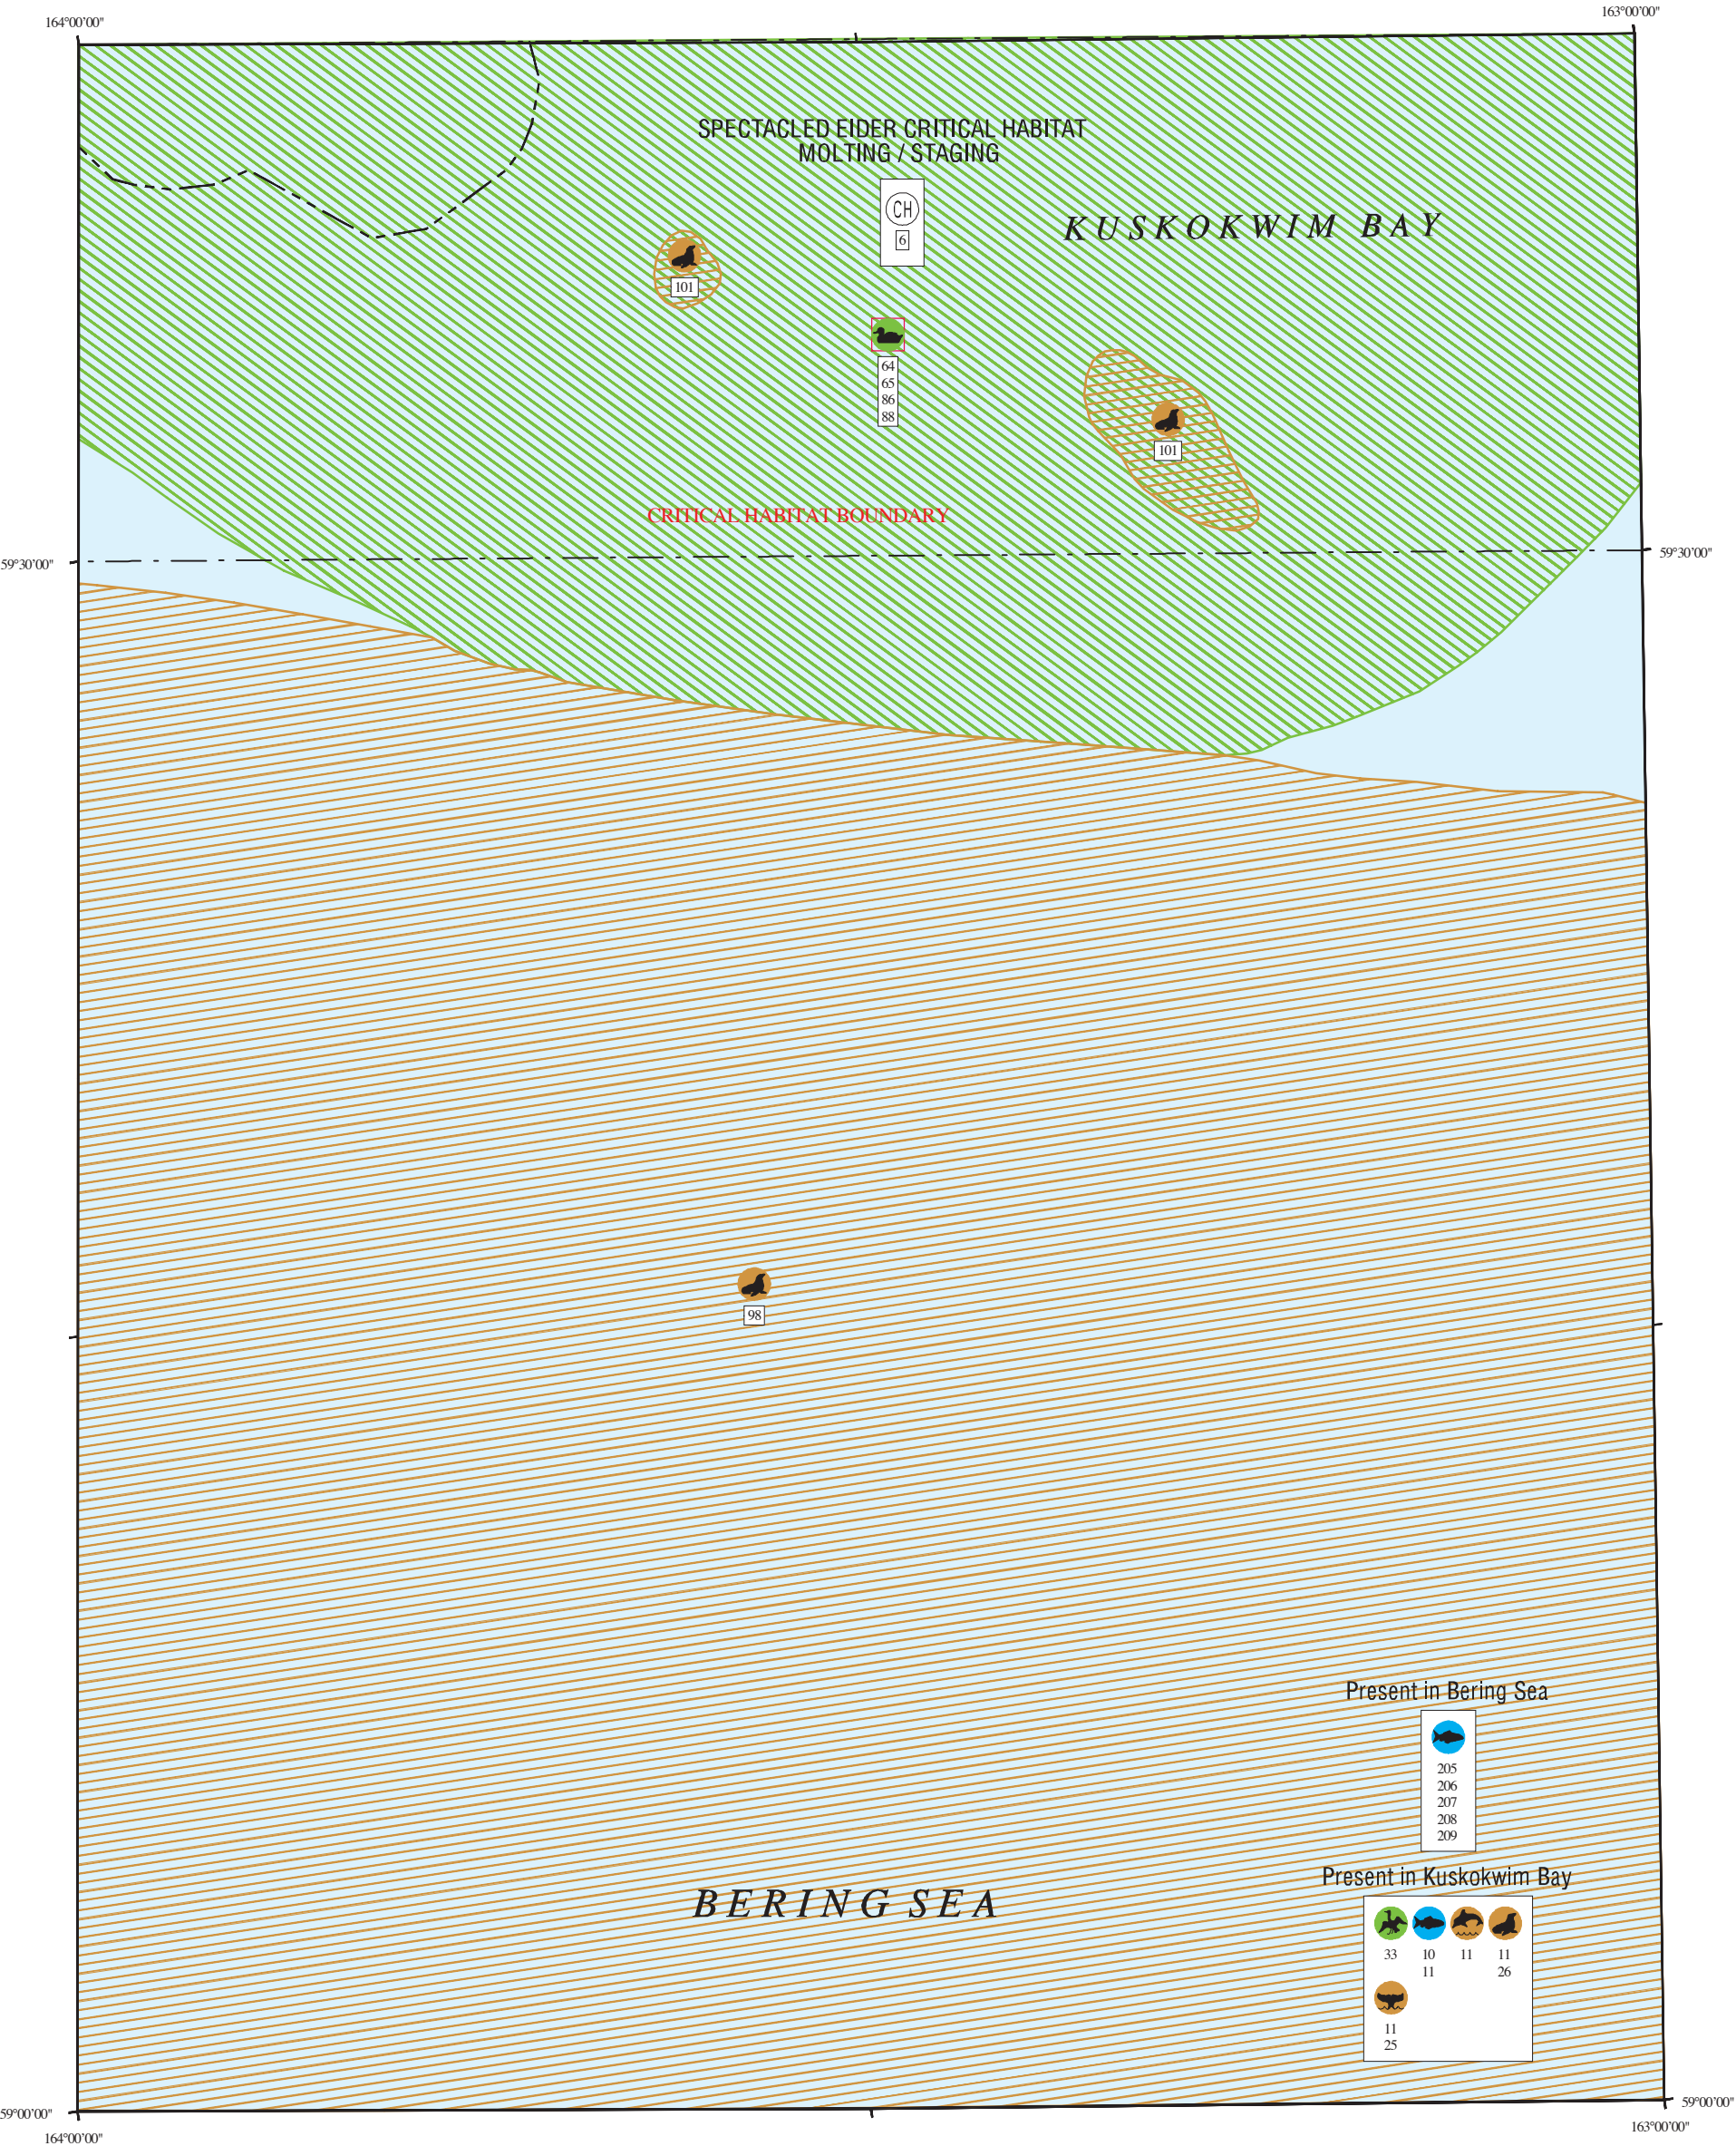 164°00'00"
163°00'00"
SPECTACLED EIDER CRITICAL HABITAT
MOLTING / STAGING
CH
6
KUSKOKWIM BAY
101
64
65
86
88
101
CRITICAL HABITAT BOUNDARY
59°30'00"
59°30'00"
98
Present in Bering Sea
205
206
207
208
209
BERING SEA
Present in Kuskokwim Bay
33 10 11 11
11 26
11
25
59°00'00"
59°00'00"
164°00'00"
163°00'00"